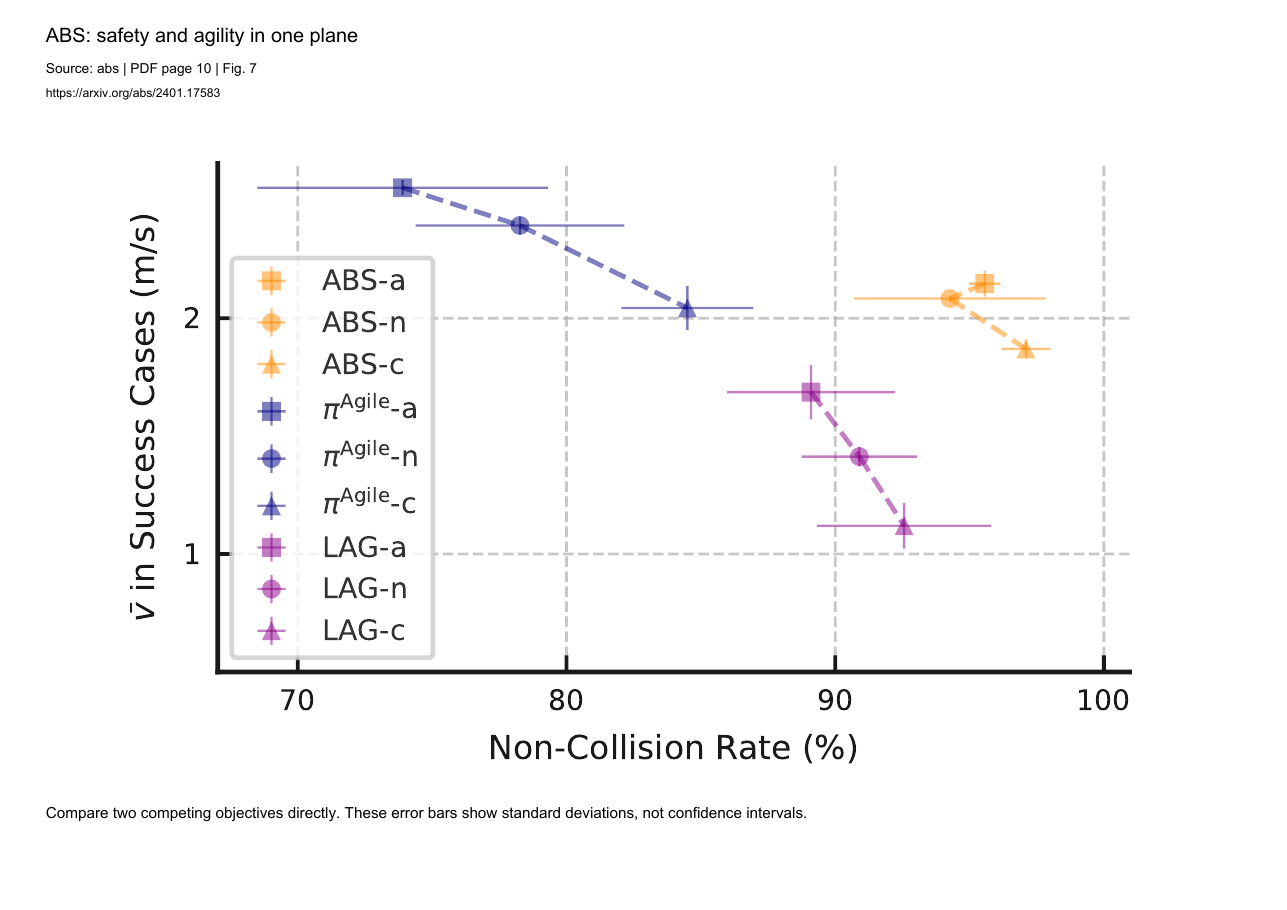 ABS: safety and agility in one plane
Source: abs | PDF page 10 | Fig. 7
https://arxiv.org/abs/2401.17583
v̄ in Success Cases (m/s)
2
1
ABS-a
ABS-n
ABS-c
π^Agile-a
π^Agile-n
π^Agile-c
LAG-a
LAG-n
LAG-c
70 80 90 100
Non-Collision Rate (%)
Compare two competing objectives directly. These error bars show standard deviations, not confidence intervals.